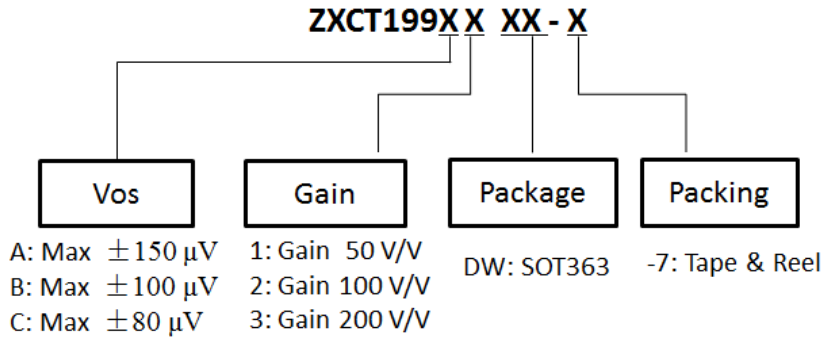 ZXCT199X X XX - X
Vos
Gain
Package
Packing
A: Max ±150 µV
B: Max ±100 µV
C: Max ±80 µV
1: Gain 50 V/V
2: Gain 100 V/V
3: Gain 200 V/V
DW: SOT363
-7: Tape & Reel